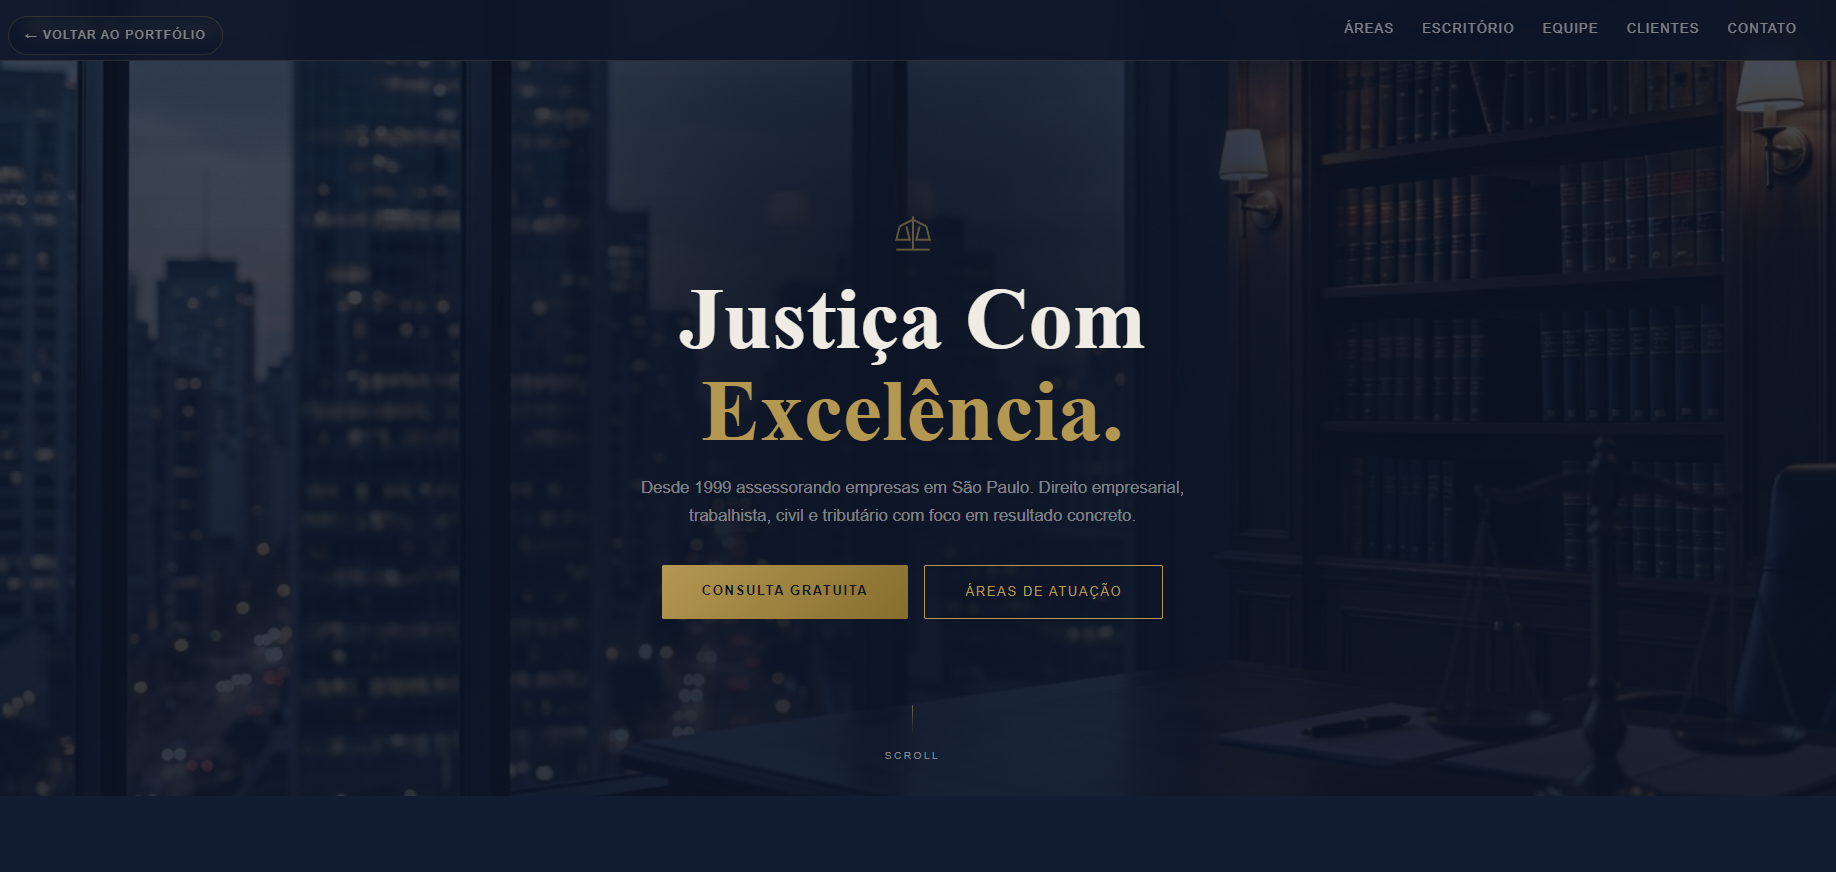 ← VOLTAR AO PORTFÓLIO
ÁREAS ESCRITÓRIO EQUIPE CLIENTES CONTATO
Justiça Com
Excelência.
Desde 1999 assessorando empresas em São Paulo. Direito empresarial,
trabalhista, civil e tributário com foco em resultado concreto.
CONSULTA GRATUITA
ÁREAS DE ATUAÇÃO
SCROLL